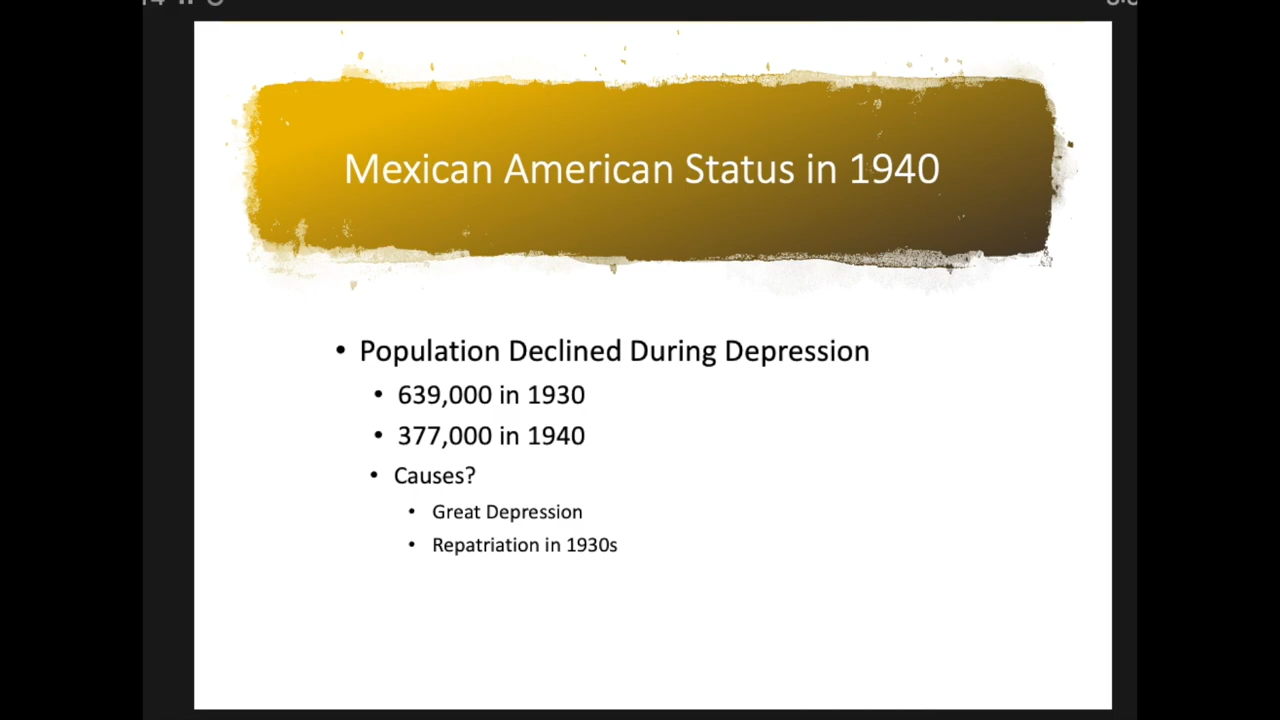 Mexican American Status in 1940
• Population Declined During Depression
• 639,000 in 1930
• 377,000 in 1940
• Causes?
• Great Depression
• Repatriation in 1930s